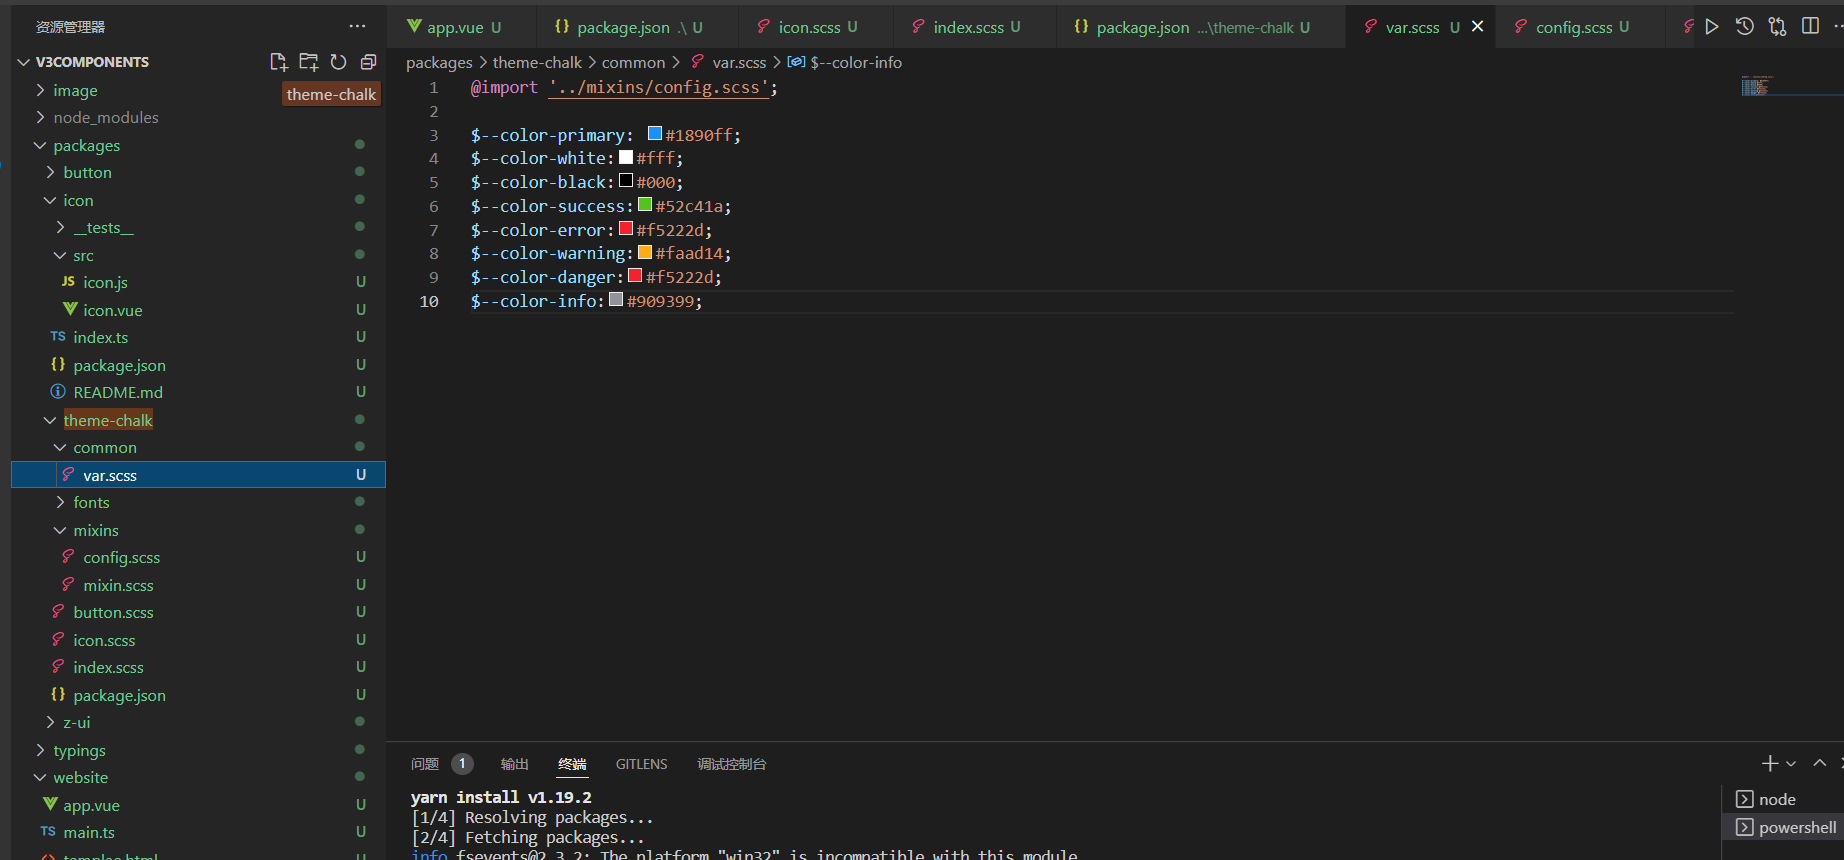 资源管理器
V3COMPONENTS
theme-chalk
image
node_modules
packages
button
icon
__tests__
src
JS icon.js U
icon.vue U
TS index.ts U
{} package.json U
README.md U
theme-chalk
common
var.scss U
fonts
mixins
config.scss U
mixin.scss U
button.scss U
icon.scss U
index.scss U
{} package.json U
z-ui
typings
website
app.vue U
TS main.ts U
app.vue U
{} package.json .\ U
icon.scss U
index.scss U
{} package.json ...\theme-chalk U
var.scss U
config.scss U
packages > theme-chalk > common > var.scss > $--color-info
1 @import '../mixins/config.scss';
2
3 $--color-primary: #1890ff;
4 $--color-white:#fff;
5 $--color-black:#000;
6 $--color-success:#52c41a;
7 $--color-error:#f5222d;
8 $--color-warning:#faad14;
9 $--color-danger:#f5222d;
10 $--color-info:#909399;
问题 1 输出 终端 GITLENS 调试控制台
yarn install v1.19.2
[1/4] Resolving packages...
[2/4] Fetching packages...
info fsevents@2.3.2: The platform "win32" is incompatible with this module
node
powershell